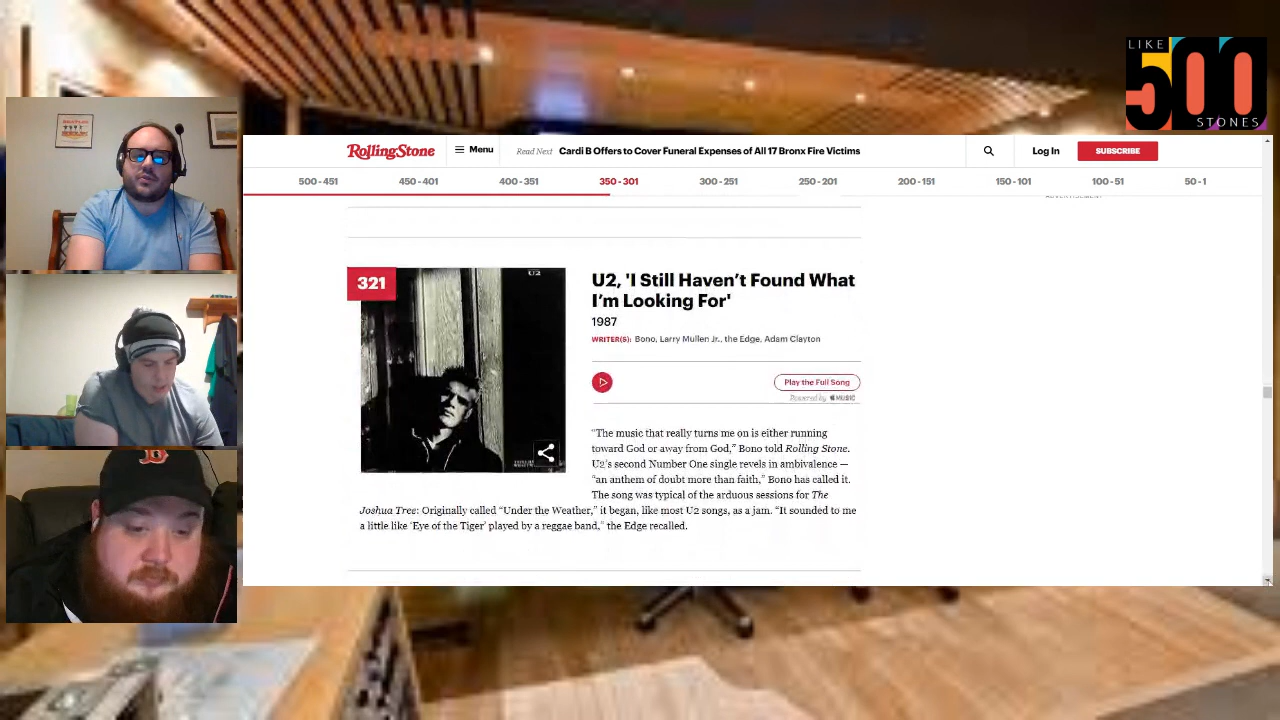 LIKE
500
STONES
RollingStone
Menu
Read Next Cardi B Offers to Cover Funeral Expenses of All 17 Bronx Fire Victims
Log In
SUBSCRIBE
500 - 451 450 - 401 400 - 351 350 - 301 300 - 251 250 - 201 200 - 151 150 - 101 100 - 51 50 - 1
ADVERTISEMENT
321
U2
U2, 'I Still Haven’t Found What
I’m Looking For'
1987
WRITER(S): Bono, Larry Mullen Jr., the Edge, Adam Clayton
Play the Full Song
Powered by MUSIC
“The music that really turns me on is either running
toward God or away from God,” Bono told Rolling Stone.
U2’s second Number One single revels in ambivalence —
“an anthem of doubt more than faith,” Bono has called it.
The song was typical of the arduous sessions for The
Joshua Tree: Originally called “Under the Weather,” it began, like most U2 songs, as a jam. “It sounded to me
a little like ‘Eye of the Tiger’ played by a reggae band,” the Edge recalled.
B